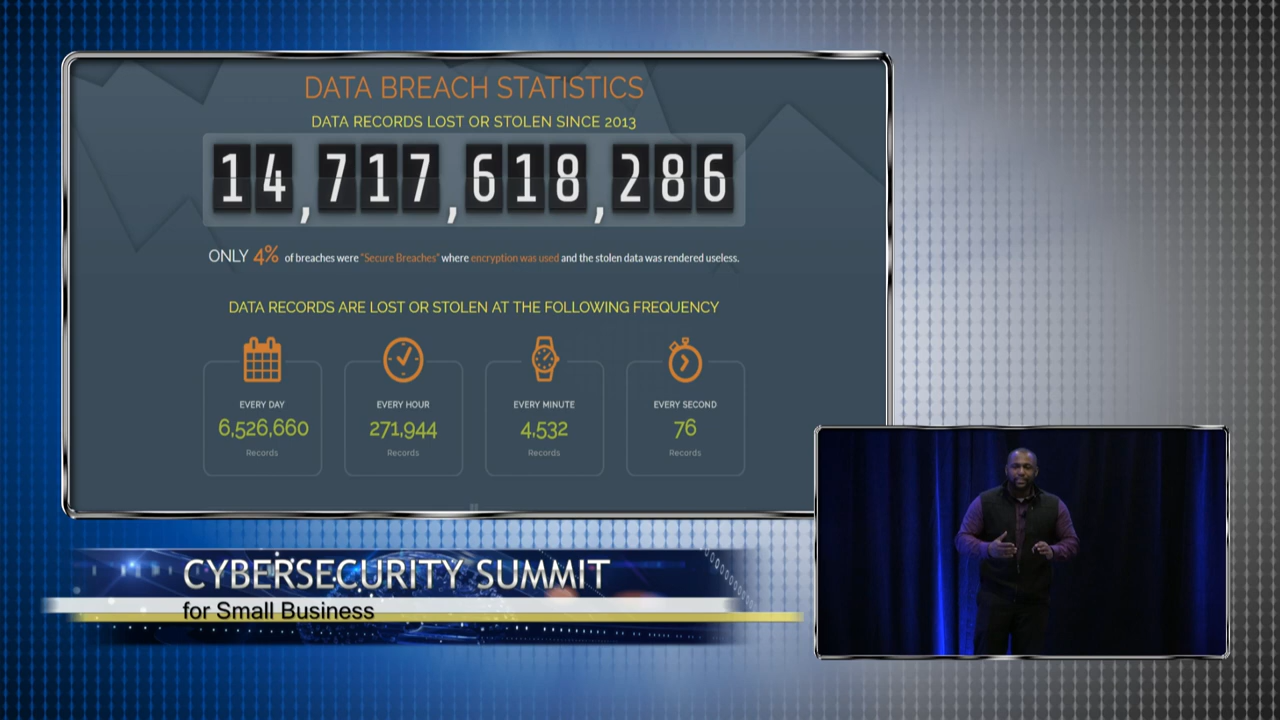 DATA BREACH STATISTICS
DATA RECORDS LOST OR STOLEN SINCE 2013
14,717,618,286
ONLY 4% of breaches were "Secure Breaches" where encryption was used and the stolen data was rendered useless.
DATA RECORDS ARE LOST OR STOLEN AT THE FOLLOWING FREQUENCY
EVERY DAY
6,526,660
Records
EVERY HOUR
271,944
Records
EVERY MINUTE
4,532
Records
EVERY SECOND
76
Records
CYBERSECURITY SUMMIT
for Small Business